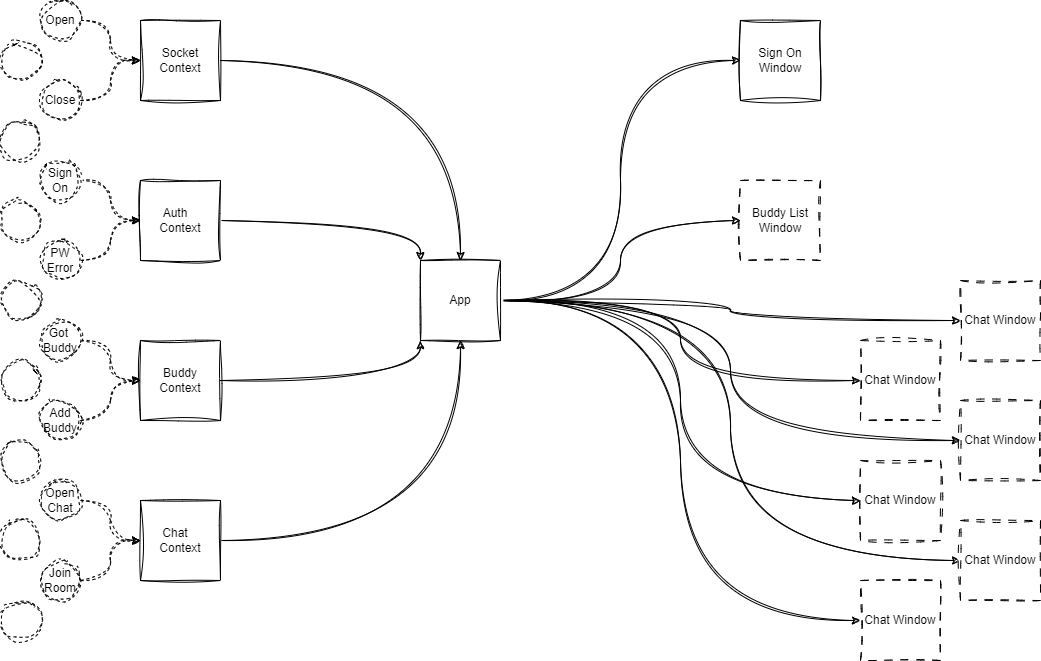 Open
Close
Sign
On
PW
Error
Got
Buddy
Add
Buddy
Open
Chat
Join
Room
Socket
Context
Auth
Context
Buddy
Context
Chat
Context
App
Sign On
Window
Buddy List
Window
Chat Window
Chat Window
Chat Window
Chat Window
Chat Window
Chat Window